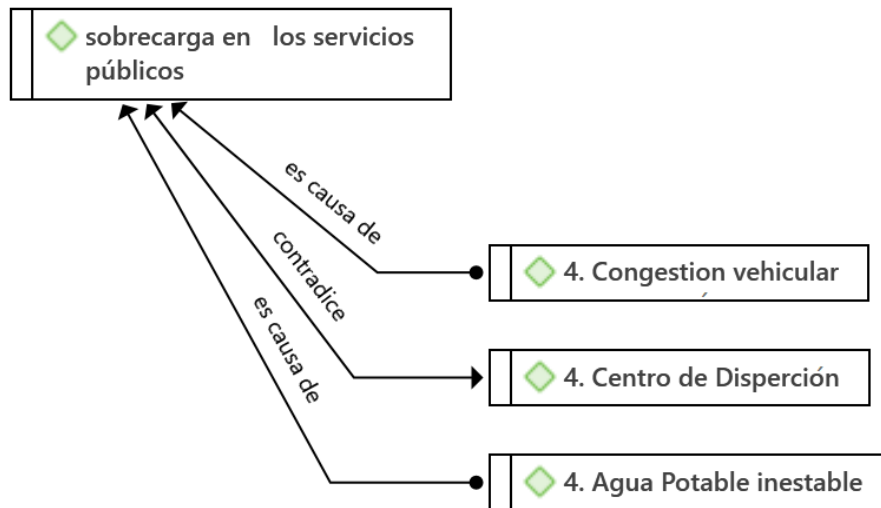 sobrecarga en los servicios
públicos
es causa de
contradice
es causa de
4. Congestion vehicular
4. Centro de Disperción
4. Agua Potable inestable